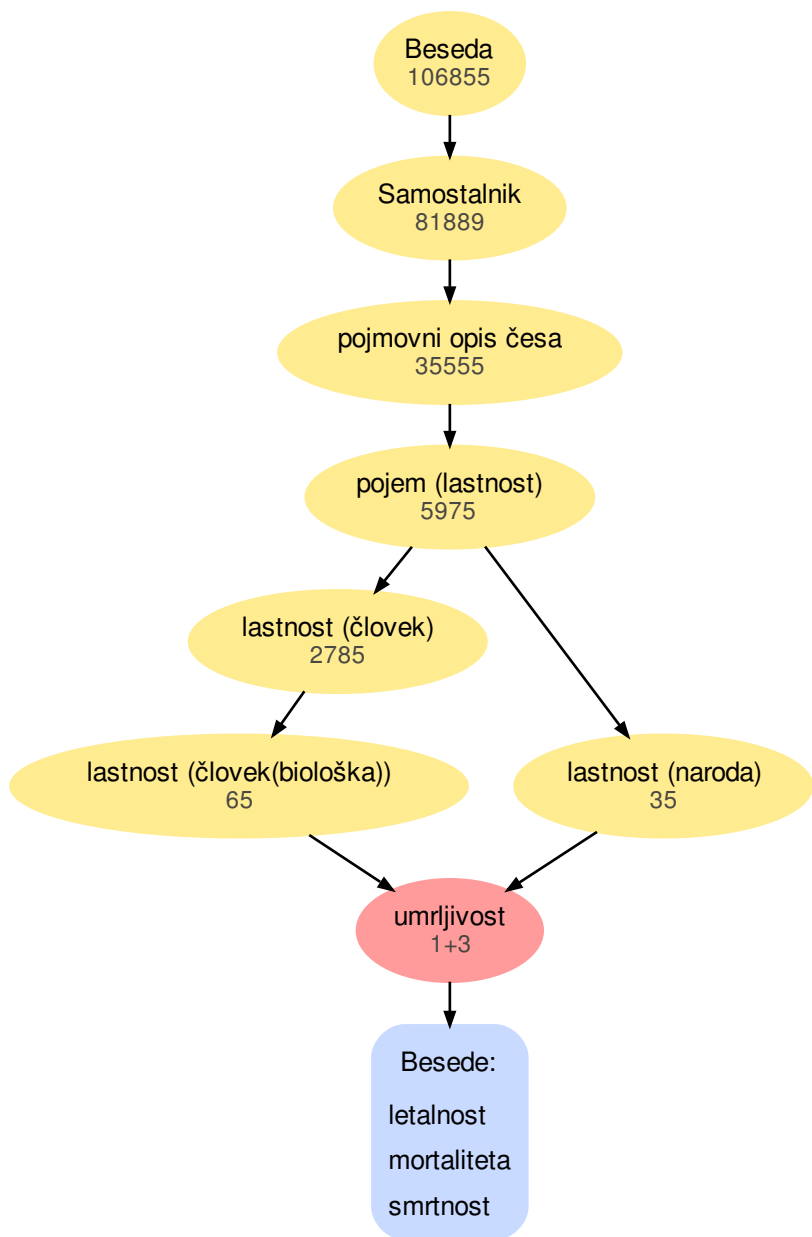 Beseda
106855
Samostalnik
81889
pojmovni opis česa
35555
pojem (lastnost)
5975
lastnost (človek)
2785
lastnost (človek(biološka))
65
lastnost (naroda)
35
umrljivost
1+3
Besede:
letalnost
mortaliteta
smrtnost